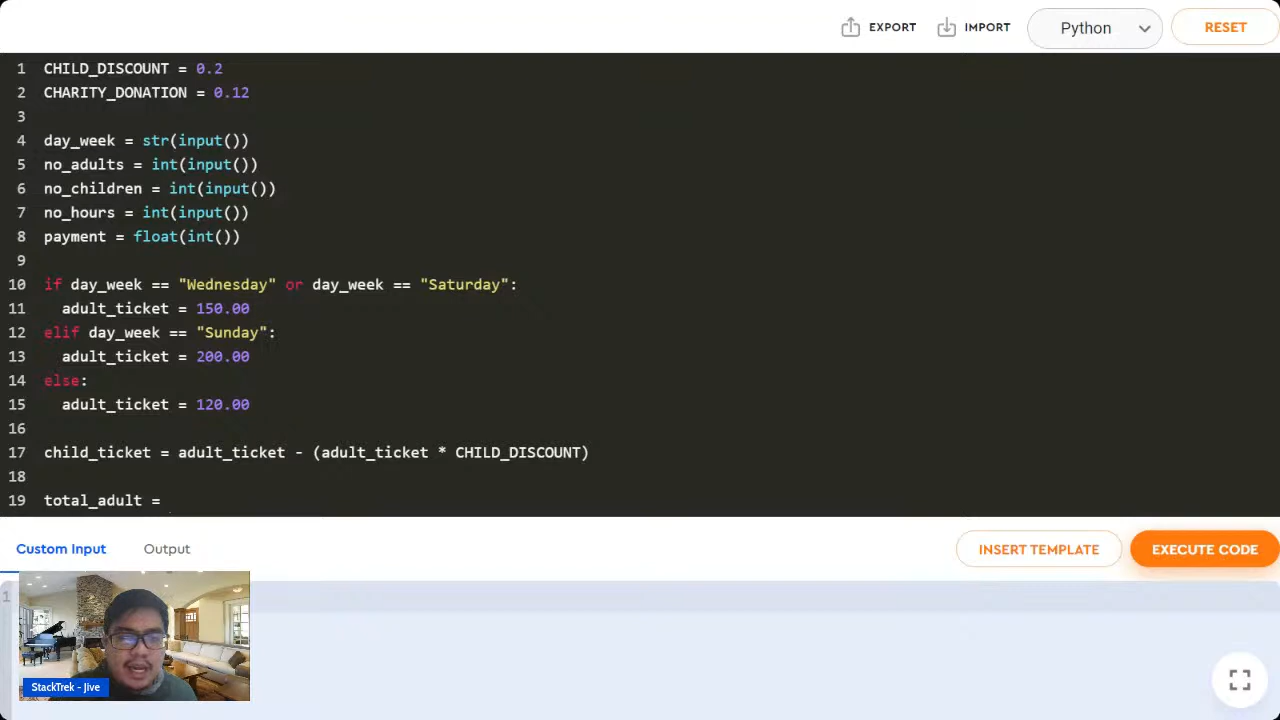 EXPORT IMPORT Python RESET
1 CHILD_DISCOUNT = 0.2
2 CHARITY_DONATION = 0.12
3
4 day_week = str(input())
5 no_adults = int(input())
6 no_children = int(input())
7 no_hours = int(input())
8 payment = float(int())
9
10 if day_week == "Wednesday" or day_week == "Saturday":
11 adult_ticket = 150.00
12 elif day_week == "Sunday":
13 adult_ticket = 200.00
14 else:
15 adult_ticket = 120.00
16
17 child_ticket = adult_ticket - (adult_ticket * CHILD_DISCOUNT)
18
19 total_adult =
Custom Input Output INSERT TEMPLATE EXECUTE CODE
1
StackTrek - Jive